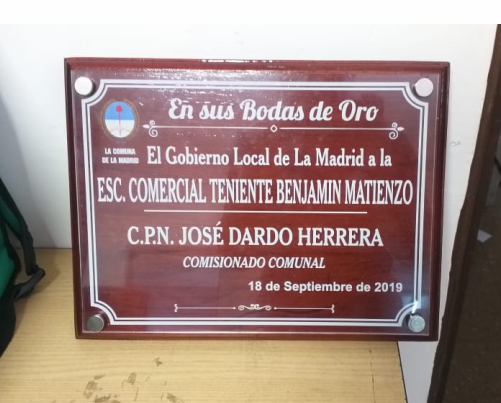 En sus Bodas de Oro
LA COMUNA
DE LA MADRID
El Gobierno Local de La Madrid a la
ESC. COMERCIAL TENIENTE BENJAMIN MATIENZO
C.P.N. JOSÉ DARDO HERRERA
COMISIONADO COMUNAL
18 de Septiembre de 2019